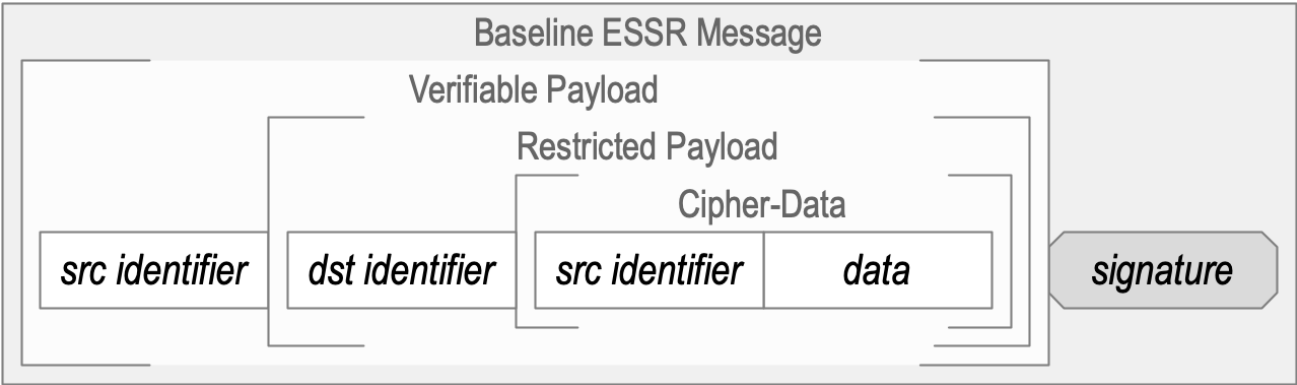 Baseline ESSR Message
Verifiable Payload
Restricted Payload
Cipher-Data
src identifier dst identifier src identifier data signature